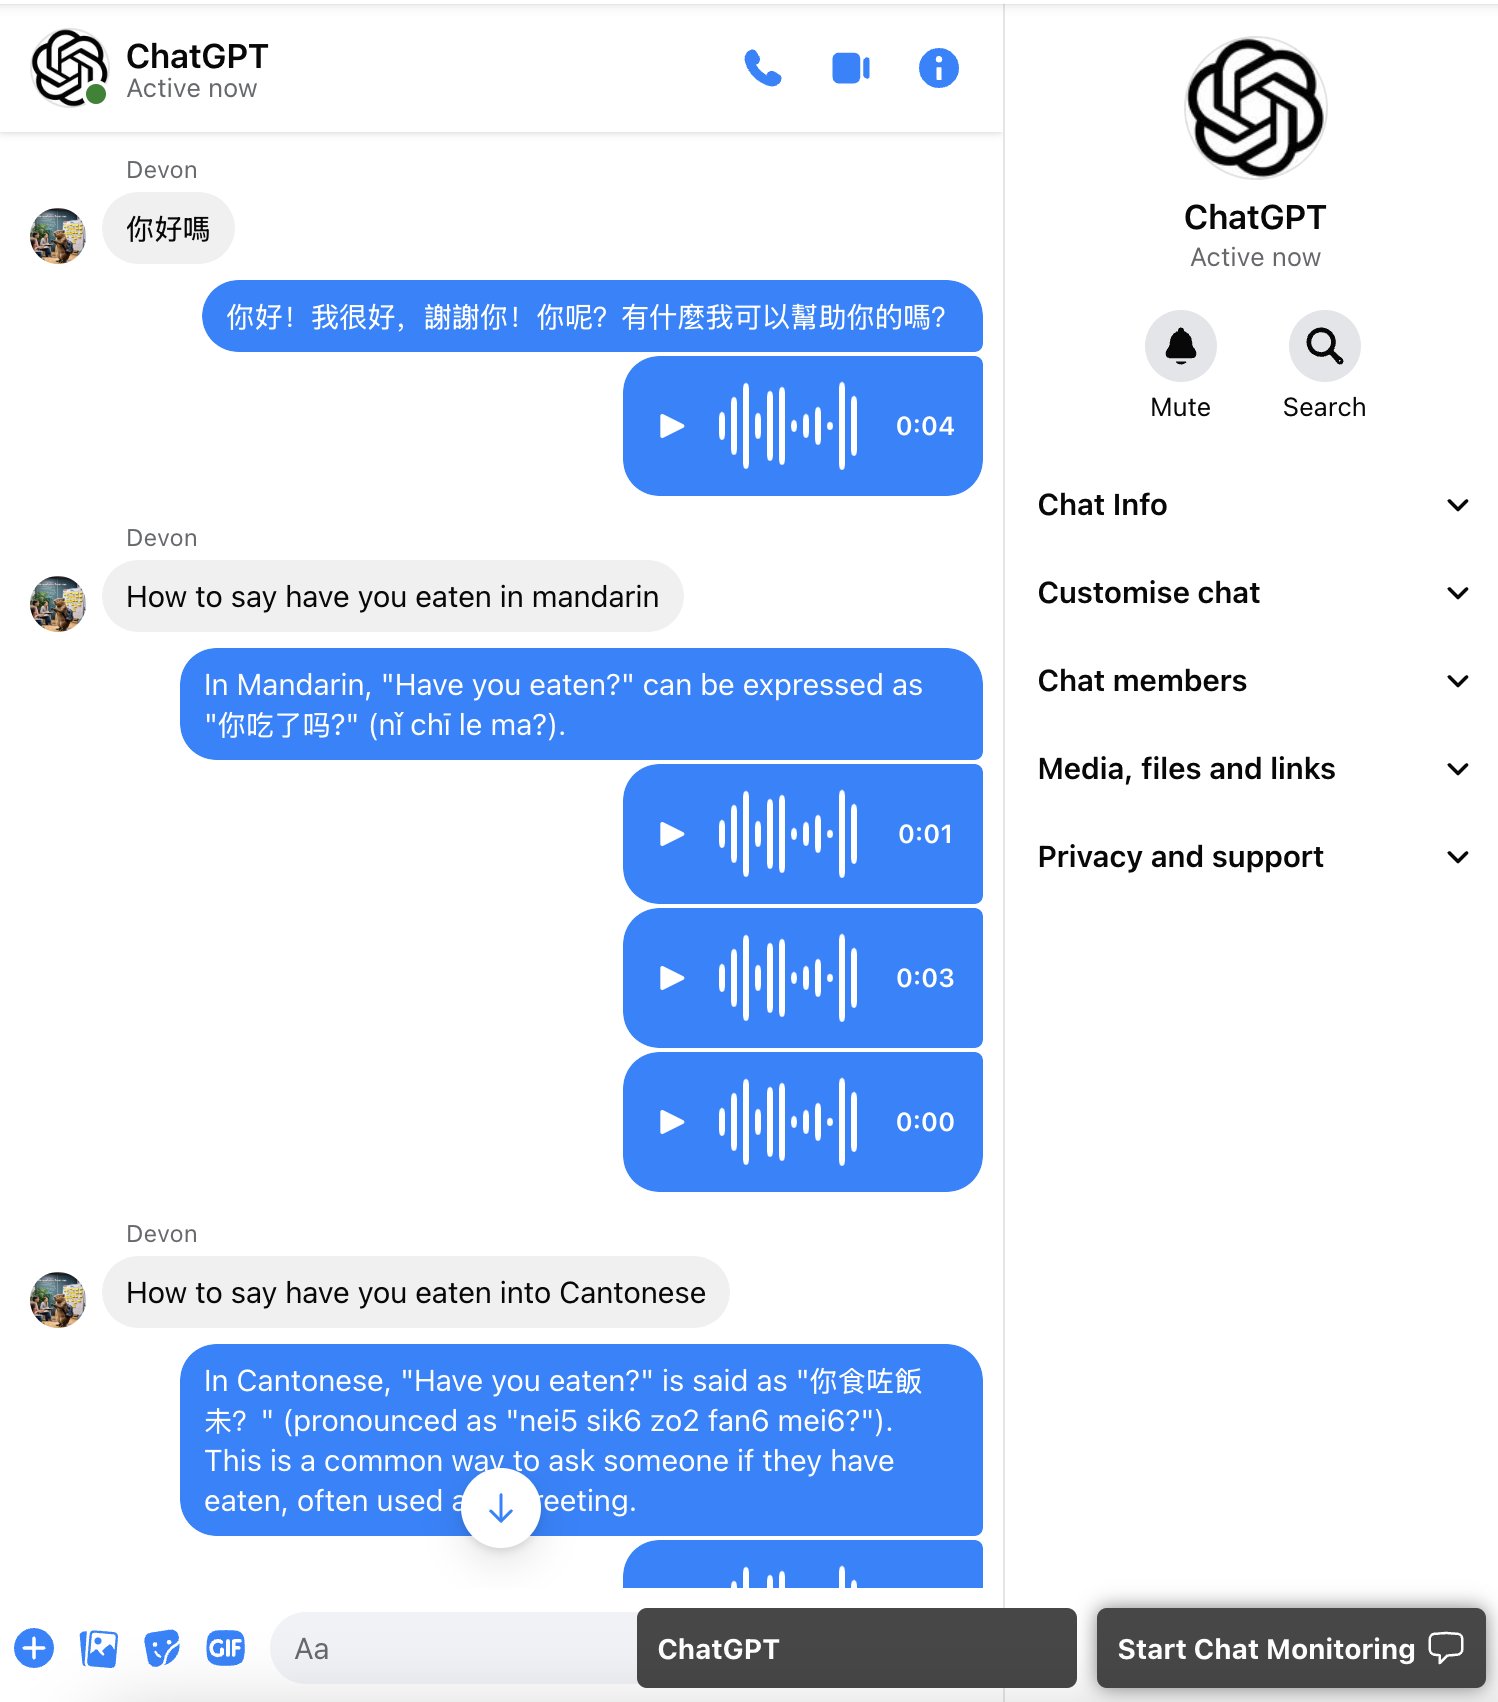 ChatGPT
Active now
Devon
你好嗎
你好！我很好，謝謝你！你呢？有什麼我可以幫助你的嗎？
0:04
Devon
How to say have you eaten in mandarin
In Mandarin, "Have you eaten?" can be expressed as
"你吃了吗?" (nǐ chī le ma?).
0:01
0:03
0:00
Devon
How to say have you eaten into Cantonese
In Cantonese, "Have you eaten?" is said as "你食咗飯
未？" (pronounced as "nei5 sik6 zo2 fan6 mei6?").
This is a common way to ask someone if they have
eaten, often used a reeting.
GIF
Aa
ChatGPT
Start Chat Monitoring
ChatGPT
Active now
Mute
Search
Chat Info
Customise chat
Chat members
Media, files and links
Privacy and support